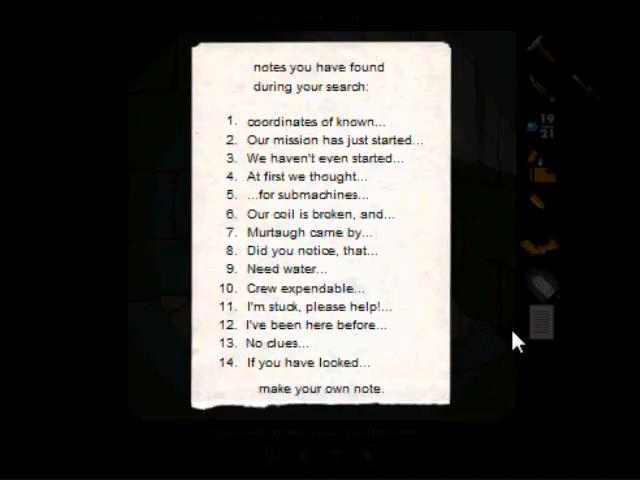 notes you have found
during your search:
1. coordinates of known...
2. Our mission has just started...
3. We haven't even started...
4. At first we thought...
5. ...for submachines...
6. Our coil is broken, and...
7. Murtaugh came by...
8. Did you notice, that...
9. Need water...
10. Crew expendable...
11. I'm stuck, please help!...
12. I've been here before...
13. No clues...
14. If you have looked...
make your own note.
19
21